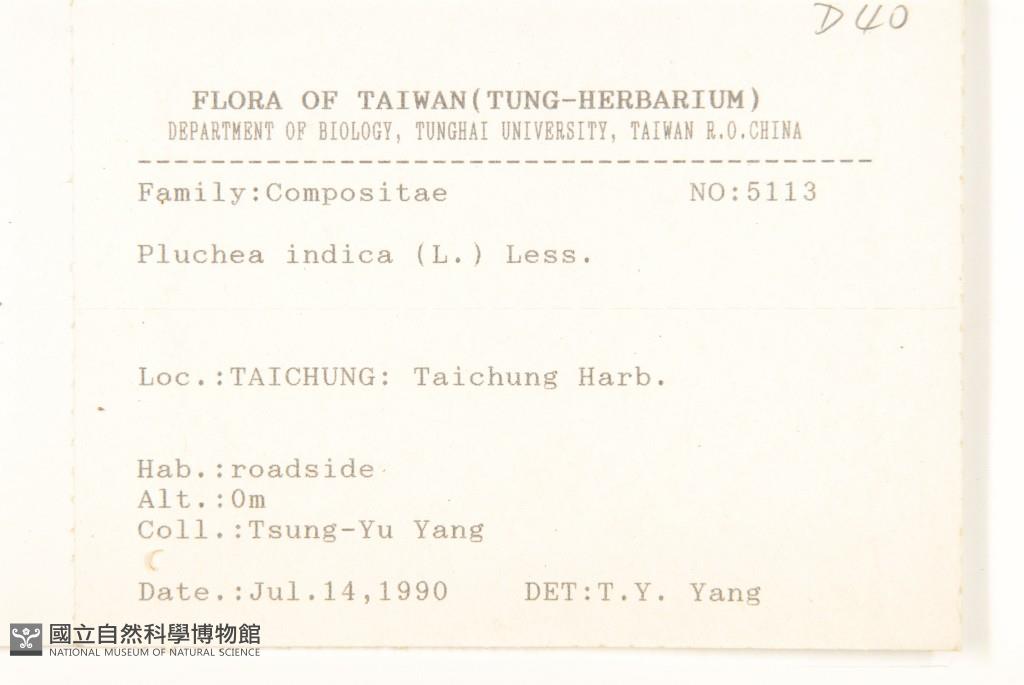 D40
FLORA OF TAIWAN(TUNG-HERBARIUM)
DEPARTMENT OF BIOLOGY, TUNGHAI UNIVERSITY, TAIWAN R.O.CHINA
Family:Compositae NO:5113
Pluchea indica (L.) Less.
Loc.:TAICHUNG: Taichung Harb.
Hab.:roadside
Alt.:0m
Coll.:Tsung-Yu Yang
Date.:Jul.14,1990 DET:T.Y. Yang
國立自然科學博物館
NATIONAL MUSEUM OF NATURAL SCIENCE